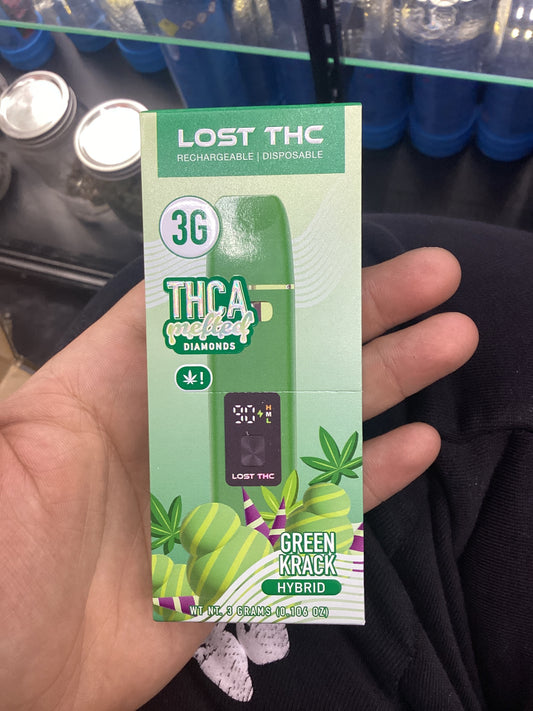 LOST THC
RECHARGEABLE | DISPOSABLE
3G
THCA
melted
DIAMONDS
!
90 H
M
L
LOST THC
GREEN
KRACK
HYBRID
WT NT. 3 GRAMS (0.106 OZ)